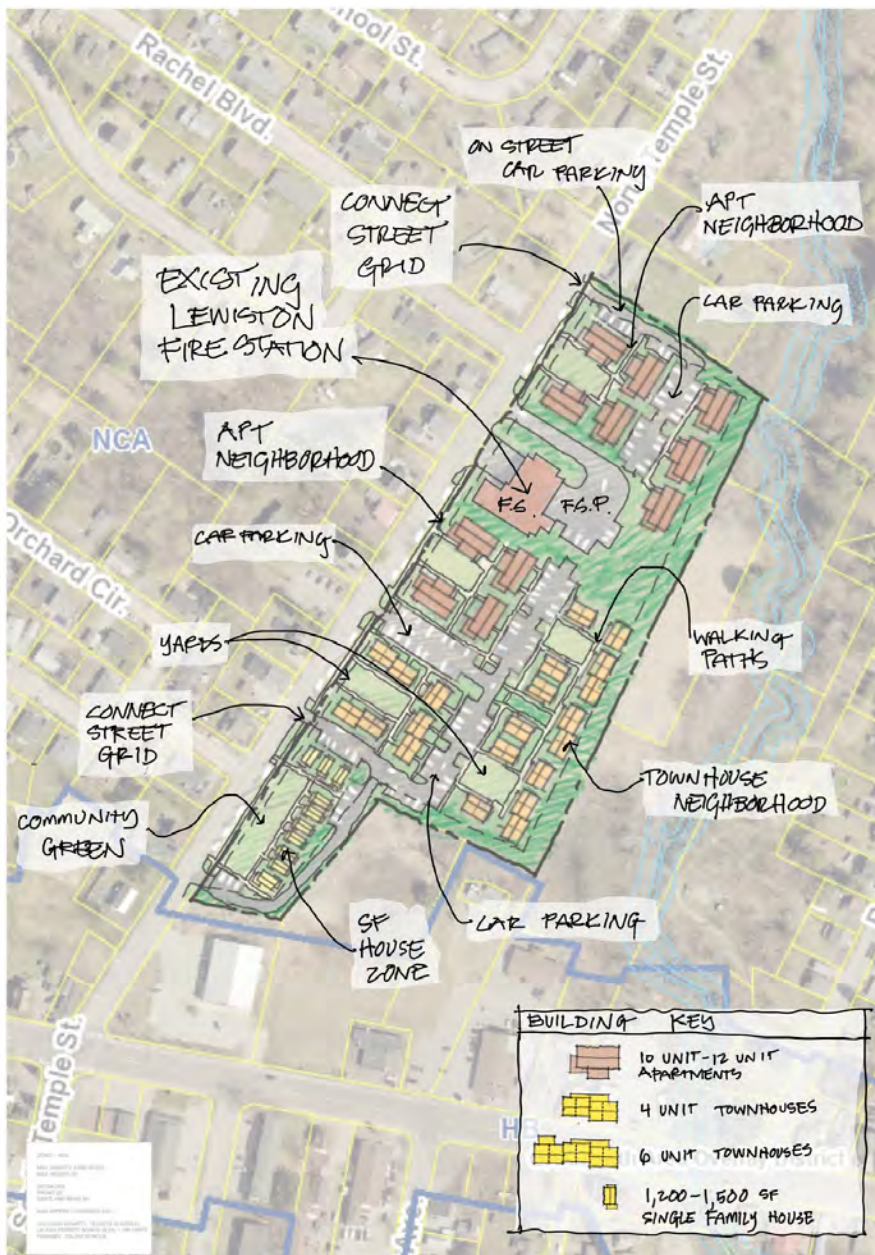 School St.
Rachel Blvd.
Temple St.
ON STREET
CAR PARKING
CONNECT
STREET
GRID
APT
NEIGHBORHOOD
CAR PARKING
EXISTING
LEWISTON
FIRE STATION
NCA
APT
NEIGHBORHOOD
F.S.
F.S.P.
CAR PARKING
Orchard Cir.
YARDS
WALKING
PATHS
CONNECT
STREET
GRID
TOWNHOUSE
NEIGHBORHOOD
COMMUNITY
GREEN
SF
HOUSE
ZONE
CAR PARKING
Temple St.
BUILDING KEY
10 UNIT-12 UNIT
APARTMENTS
4 UNIT TOWNHOUSES
6 UNIT TOWNHOUSES
1,200-1,500 SF
SINGLE FAMILY HOUSE
HB
Overlay District
Ave.